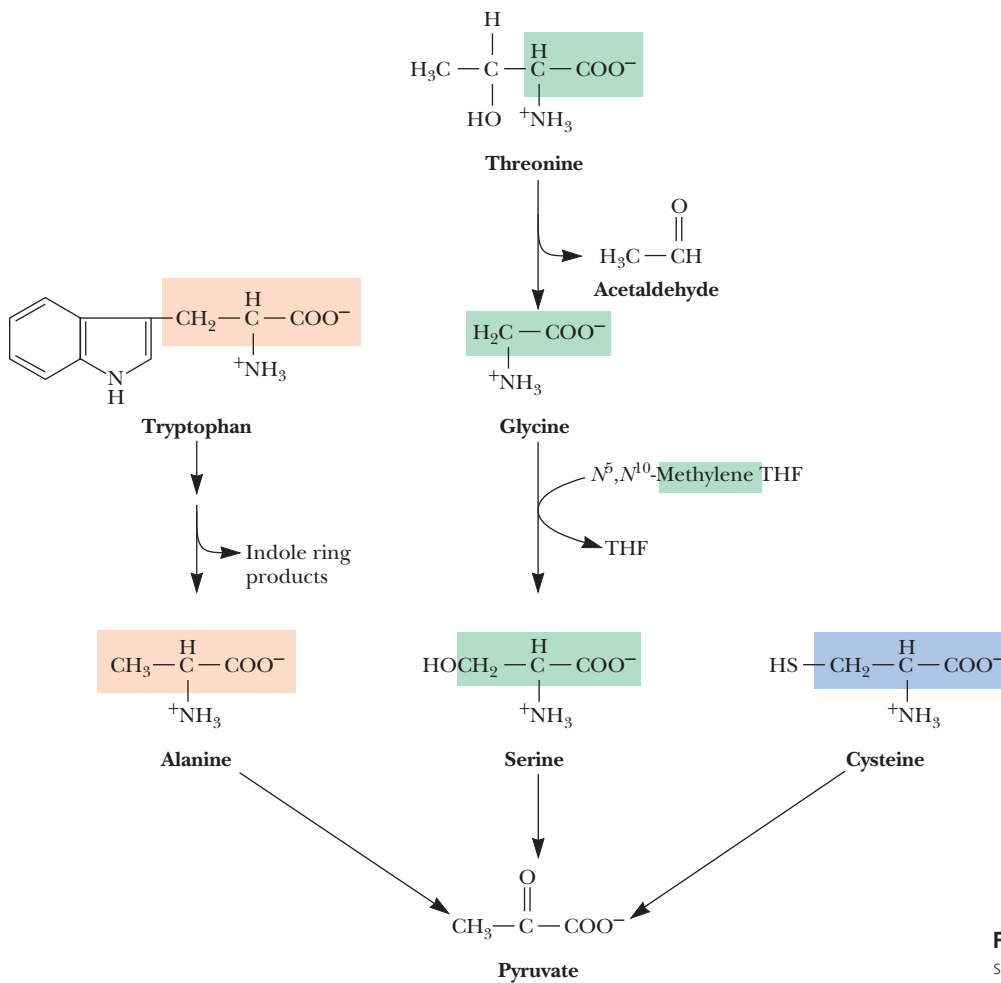 H
H
H₃C — C — C — COO⁻
HO ⁺NH₃
Threonine
O
H₃C — CH
Acetaldehyde
H
CH₂ — C — COO⁻
⁺NH₃
N
H
Tryptophan
H₂C — COO⁻
⁺NH₃
Glycine
N⁵,N¹⁰-Methylene THF
THF
Indole ring
products
H
CH₃ — C — COO⁻
⁺NH₃
Alanine
H
HOCH₂ — C — COO⁻
⁺NH₃
Serine
H
HS — CH₂ — C — COO⁻
⁺NH₃
Cysteine
O
CH₃ — C — COO⁻
Pyruvate
F
S